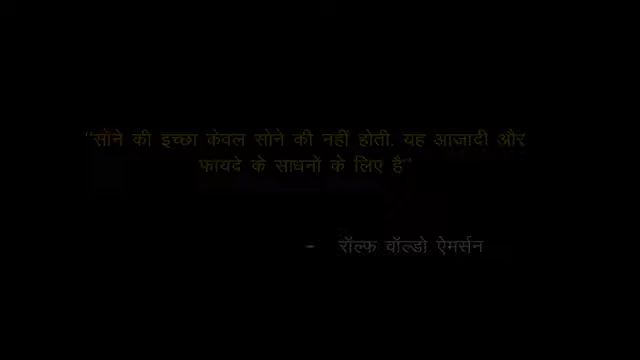 “सोने की इच्छा केवल सोने की नहीं होती. यह आजादी और
फायदे के साधनों के लिए है”
- रॉल्फ वॉल्डो ऐमर्सन